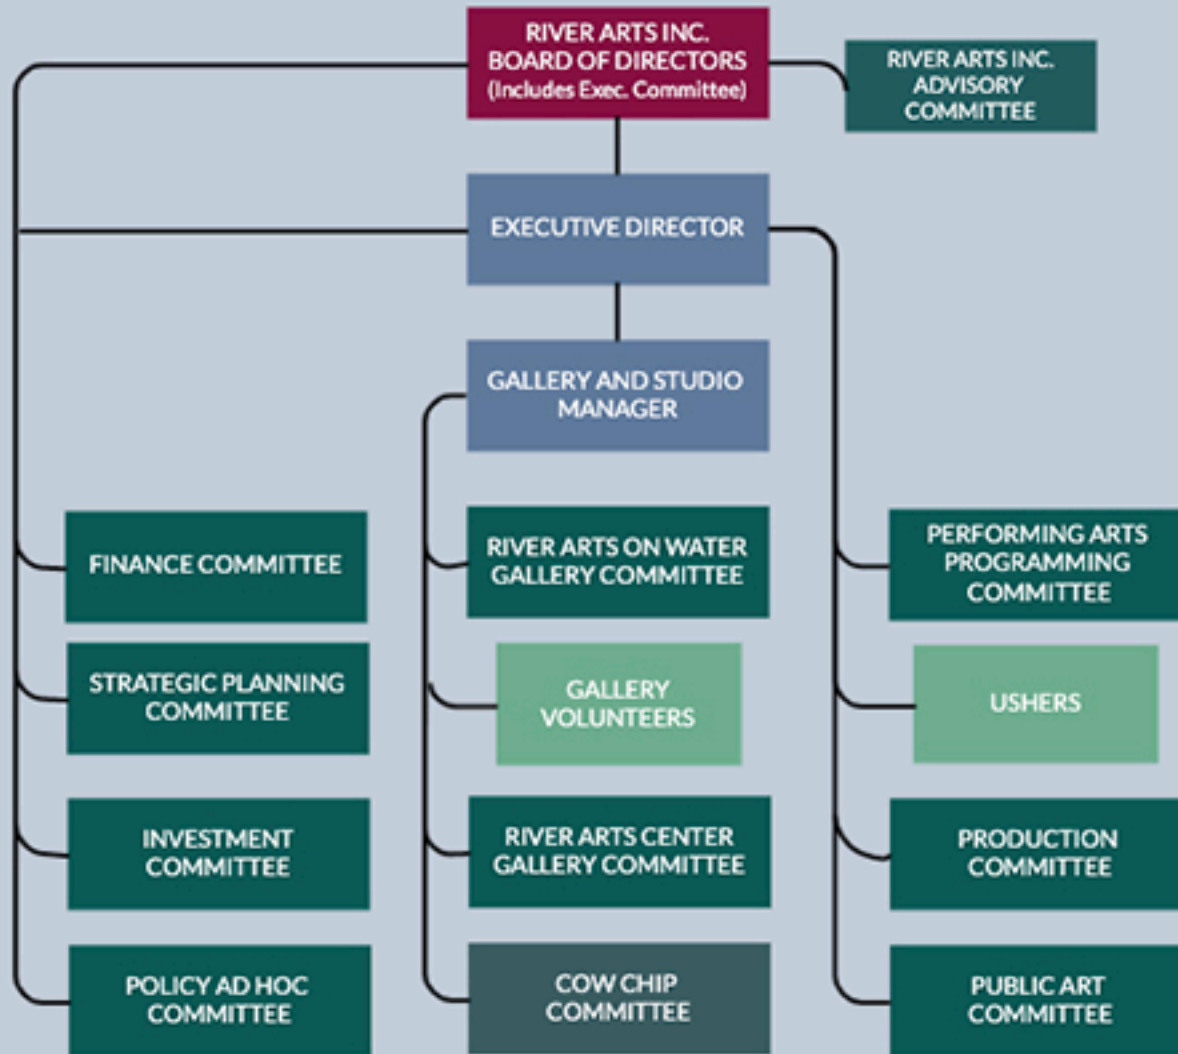 RIVER ARTS INC.
BOARD OF DIRECTORS
(Includes Exec. Committee)
RIVER ARTS INC.
ADVISORY
COMMITTEE
EXECUTIVE DIRECTOR
GALLERY AND STUDIO
MANAGER
FINANCE COMMITTEE
RIVER ARTS ON WATER
GALLERY COMMITTEE
PERFORMING ARTS
PROGRAMMING
COMMITTEE
STRATEGIC PLANNING
COMMITTEE
GALLERY
VOLUNTEERS
USHERS
INVESTMENT
COMMITTEE
RIVER ARTS CENTER
GALLERY COMMITTEE
PRODUCTION
COMMITTEE
POLICY AD HOC
COMMITTEE
COW CHIP
COMMITTEE
PUBLIC ART
COMMITTEE